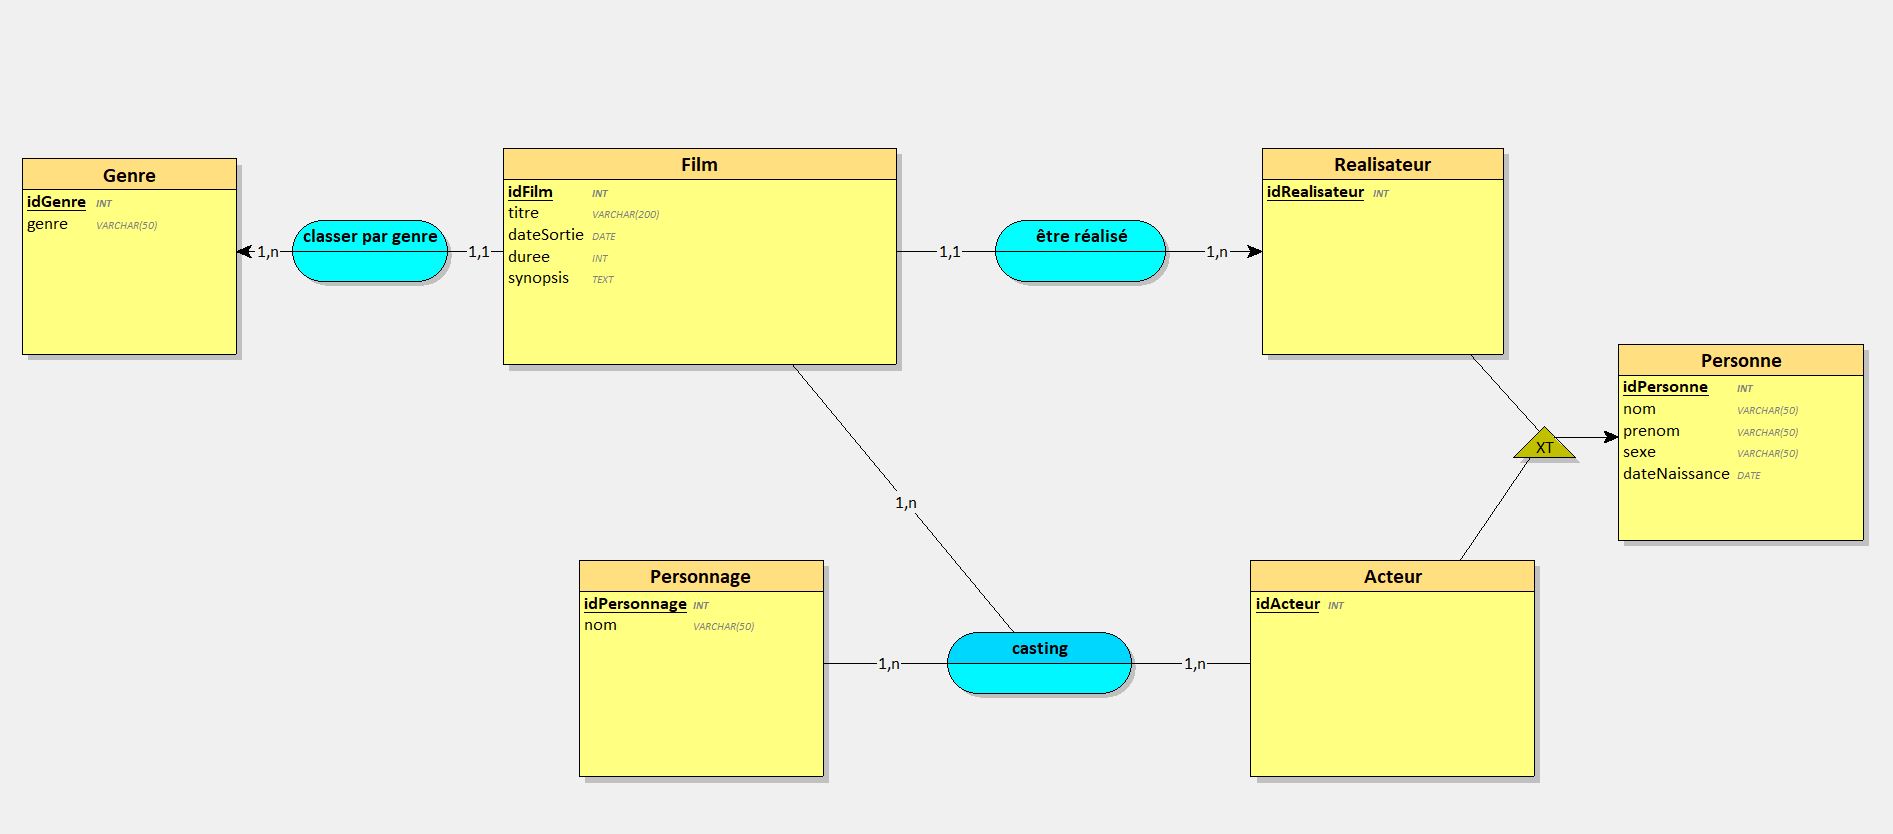 Genre
idGenre INT
genre VARCHAR(50)
1,n
classer par genre
1,1
Film
idFilm INT
titre VARCHAR(200)
dateSortie DATE
duree INT
synopsis TEXT
1,1
être réalisé
1,n
Realisateur
idRealisateur INT
XT
Personne
idPersonne INT
nom VARCHAR(50)
prenom VARCHAR(50)
sexe VARCHAR(50)
dateNaissance DATE
1,n
Personnage
idPersonnage INT
nom VARCHAR(50)
1,n
casting
1,n
Acteur
idActeur INT